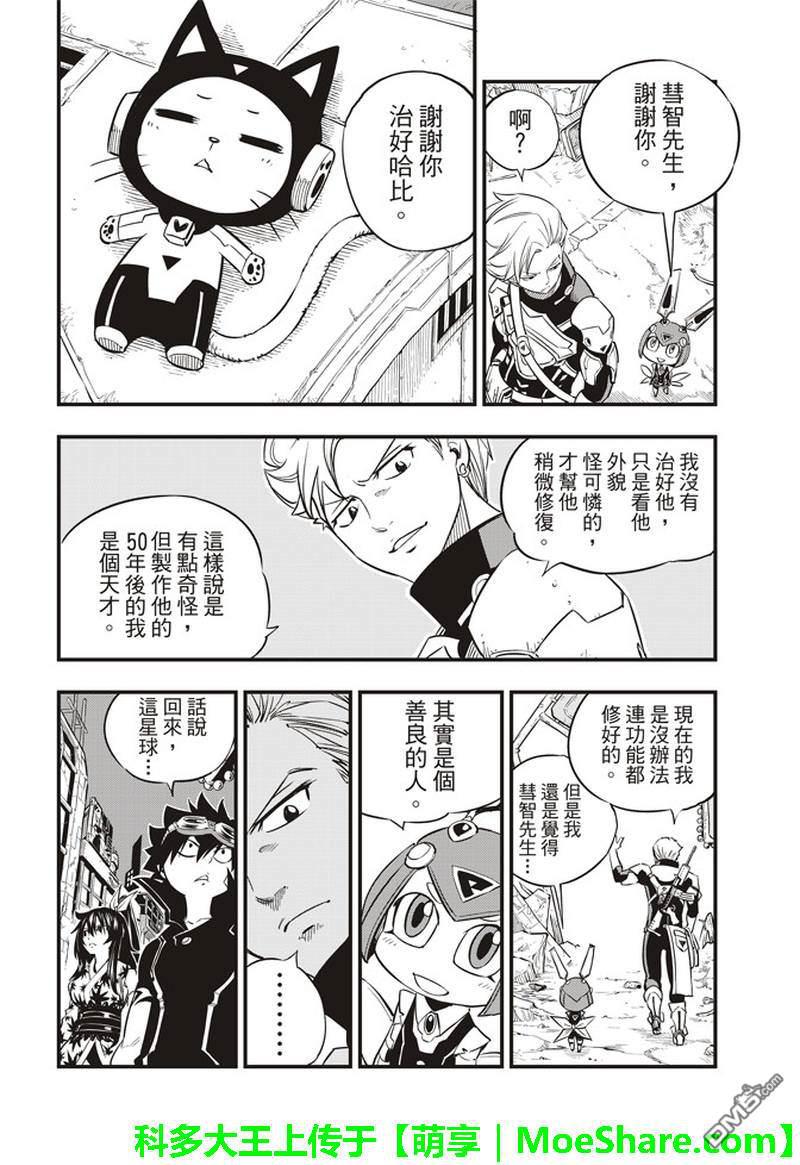 彗智先生，
謝謝你。
啊？
謝謝你
治好哈比。
我沒有
治好他，
只是看他
外貌
怪可憐的，
才幫他
稍微修復。
這樣說是
有點奇怪，
但製作他的
50年後的我
是個天才。
現在的我
是沒辦法
連功能都
修好的。
但是我
還是覺得
彗智先生…
A
其實是個
善良的人。
…………
話說
回來，
這星球…
科多大王上传于【萌享｜MoeShare.com】
DM5.com